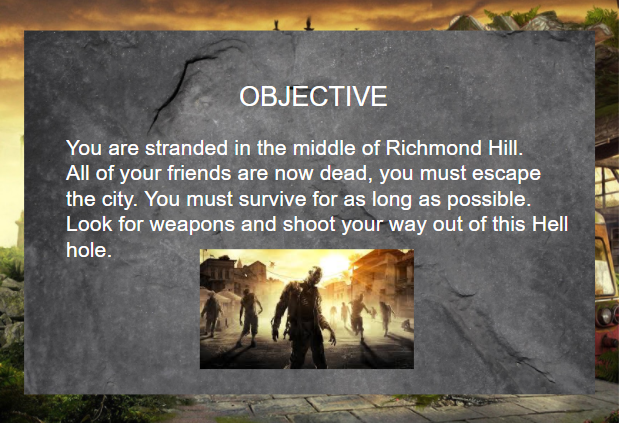 OBJECTIVE
You are stranded in the middle of Richmond Hill.
All of your friends are now dead, you must escape
the city. You must survive for as long as possible.
Look for weapons and shoot your way out of this Hell
hole.